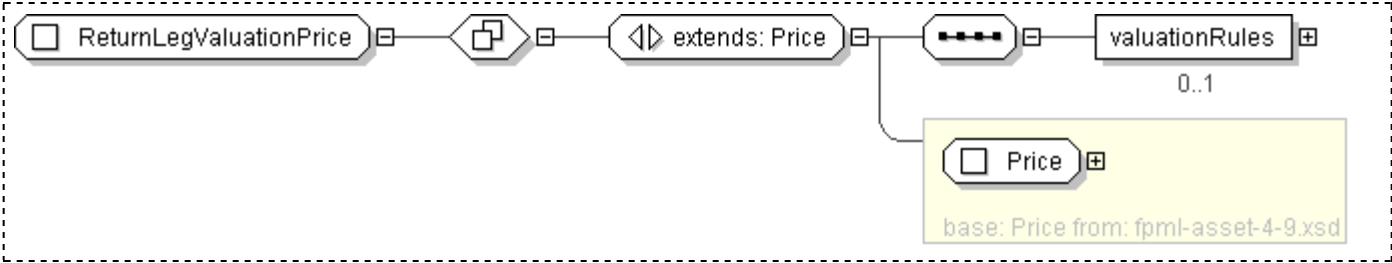 ReturnLegValuationPrice
extends: Price
valuationRules
0..1
Price
base: Price from: fpml-asset-4-9.xsd